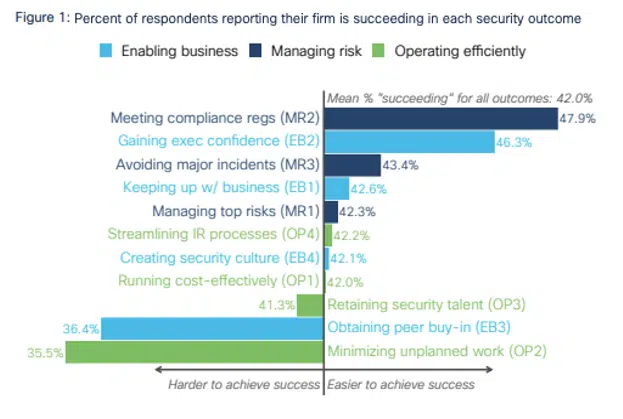 Figure 1: Percent of respondents reporting their firm is succeeding in each security outcome
Enabling business Managing risk Operating efficiently
Mean % "succeeding" for all outcomes: 42.0%
Meeting compliance regs (MR2) 47.9%
Gaining exec confidence (EB2) 46.3%
Avoiding major incidents (MR3) 43.4%
Keeping up w/ business (EB1) 42.6%
Managing top risks (MR1) 42.3%
Streamlining IR processes (OP4) 42.2%
Creating security culture (EB4) 42.1%
Running cost-effectively (OP1) 42.0%
41.3% Retaining security talent (OP3)
36.4% Obtaining peer buy-in (EB3)
35.5% Minimizing unplanned work (OP2)
Harder to achieve success Easier to achieve success